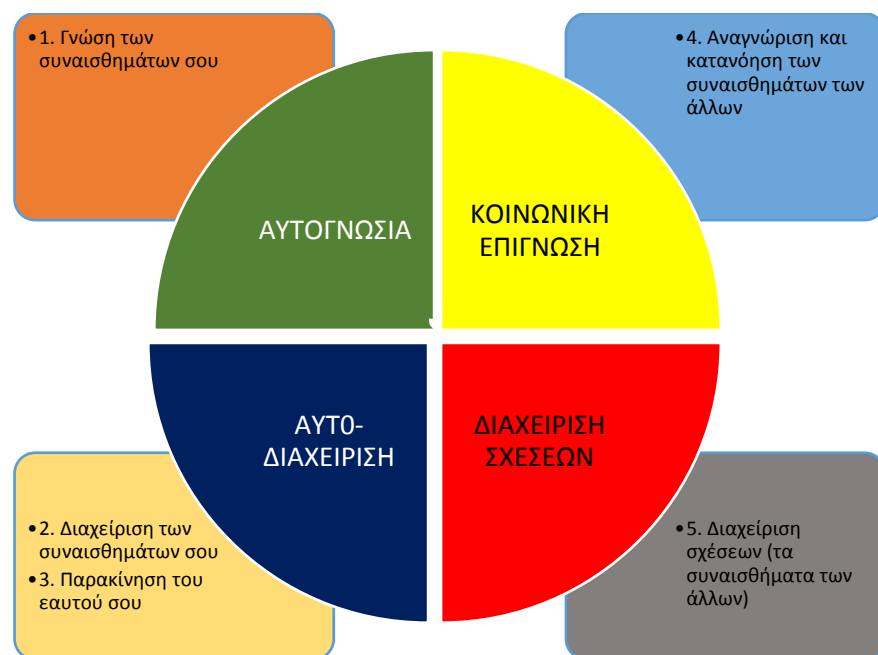 •1. Γνώση των
συναισθημάτων σου
•4. Αναγνώριση και
κατανόηση των
συναισθημάτων των
άλλων
ΑΥΤΟΓΝΩΣΙΑ
ΚΟΙΝΩΝΙΚΗ
ΕΠΙΓΝΩΣΗ
ΑΥΤ0-
ΔΙΑΧΕΙΡΙΣΗ
ΔΙΑΧΕΙΡΙΣΗ
ΣΧΕΣΕΩΝ
•2. Διαχείριση των
συναισθημάτων σου
•3. Παρακίνηση του
εαυτού σου
•5. Διαχείριση
σχέσεων (τα
συναισθήματα των
άλλων)